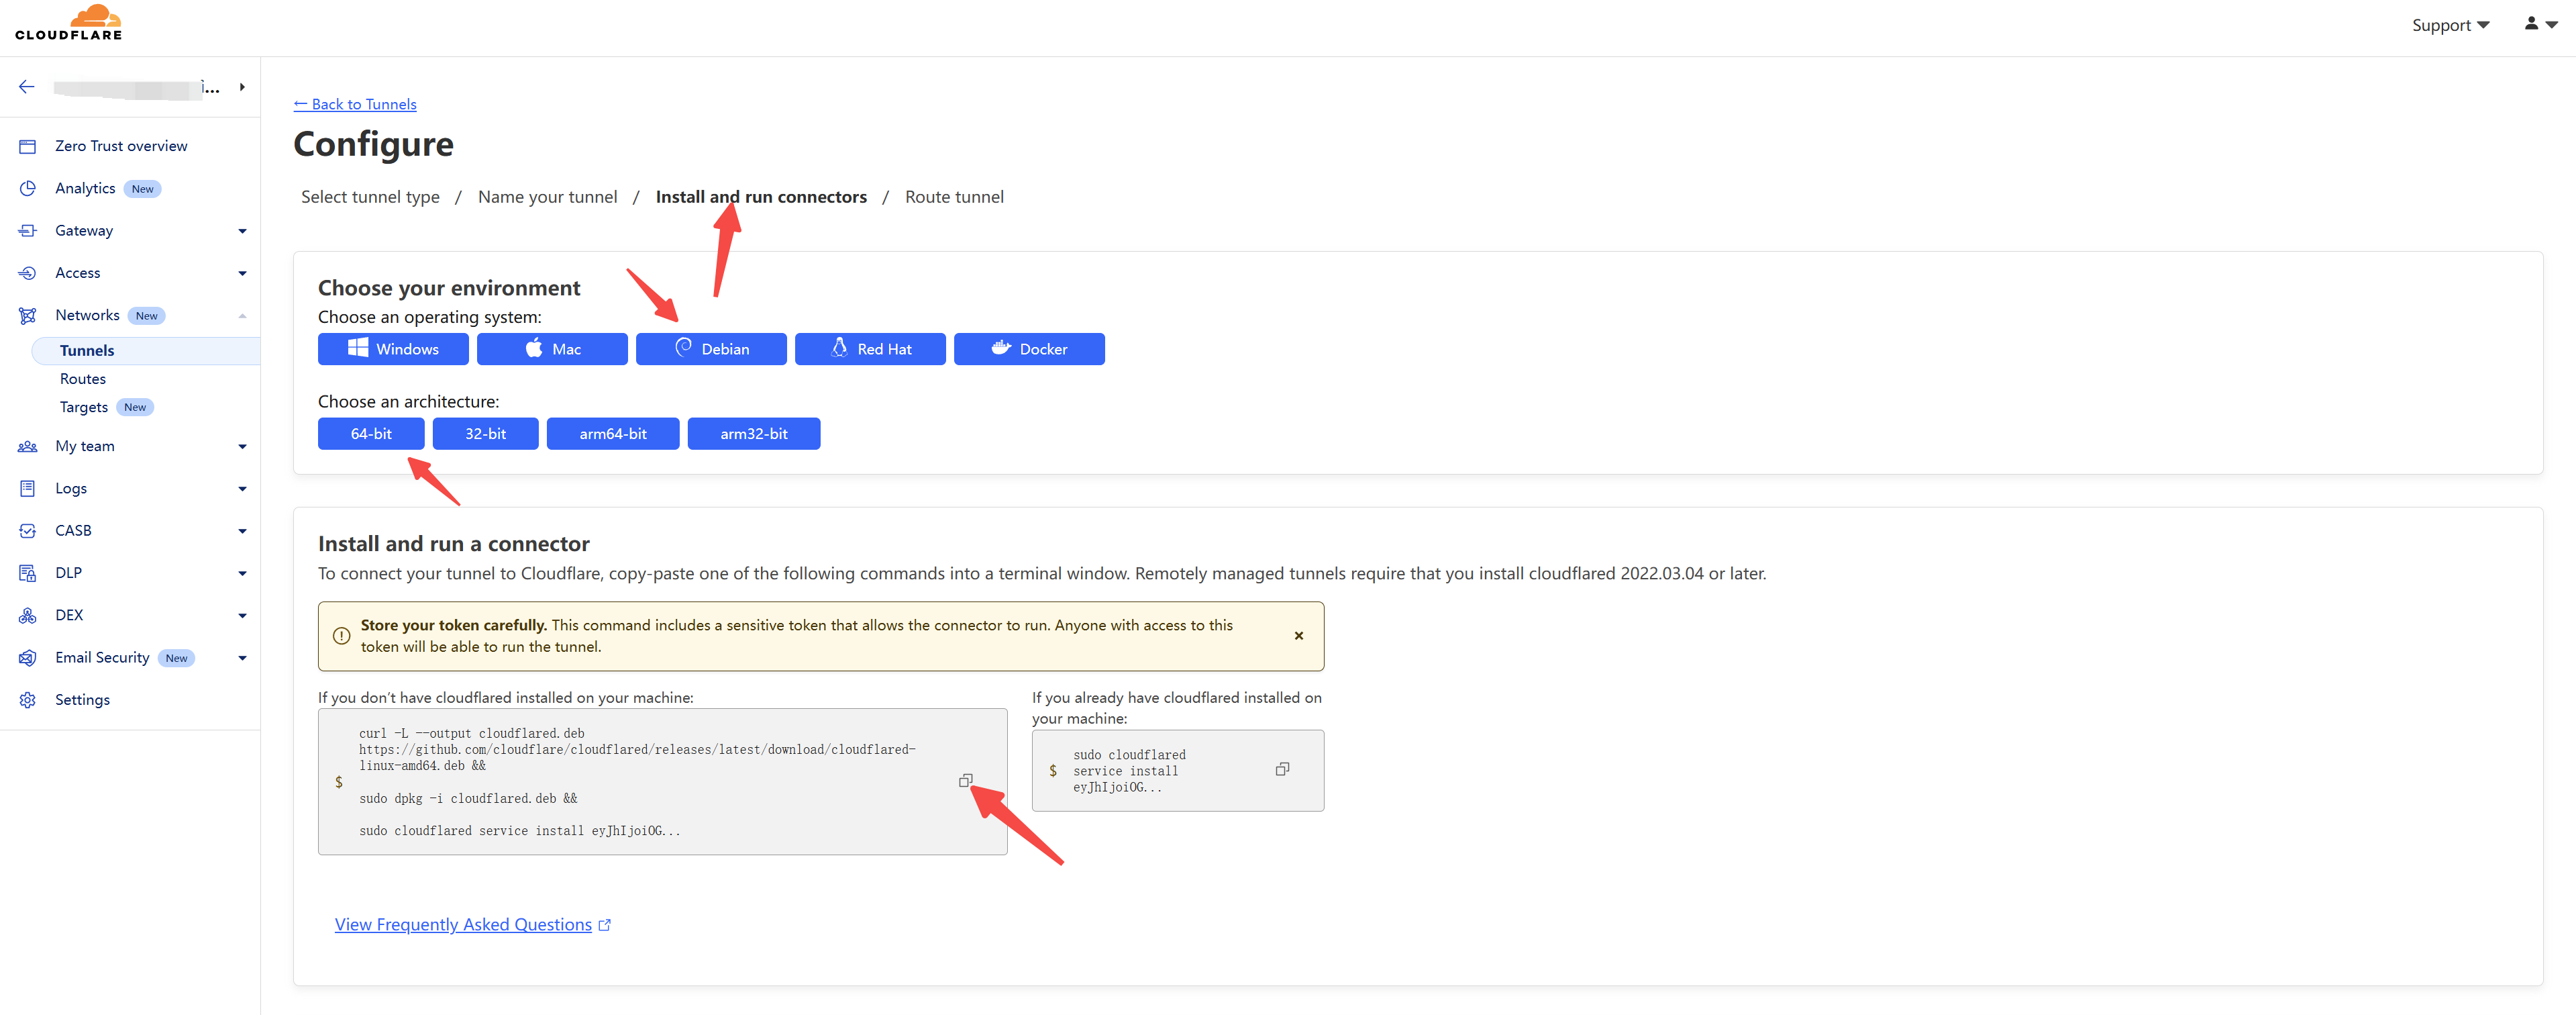 CLOUDFLARE
Support
i...
Zero Trust overview
Analytics New
Gateway
Access
Networks New
Tunnels
Routes
Targets New
My team
Logs
CASB
DLP
DEX
Email Security New
Settings
← Back to Tunnels
Configure
Select tunnel type / Name your tunnel / Install and run connectors / Route tunnel
Choose your environment
Choose an operating system:
Windows Mac Debian Red Hat Docker
Choose an architecture:
64-bit 32-bit arm64-bit arm32-bit
Install and run a connector
To connect your tunnel to Cloudflare, copy-paste one of the following commands into a terminal window. Remotely managed tunnels require that you install cloudflared 2022.03.04 or later.
Store your token carefully. This command includes a sensitive token that allows the connector to run. Anyone with access to this
token will be able to run the tunnel.
If you don't have cloudflared installed on your machine:
$
curl -L --output cloudflared.deb
https://github.com/cloudflare/cloudflared/releases/latest/download/cloudflared-
linux-amd64.deb &&
sudo dpkg -i cloudflared.deb &&
sudo cloudflared service install eyJhIjoiOG...
If you already have cloudflared installed on
your machine:
$
sudo cloudflared
service install
eyJhIjoiOG...
View Frequently Asked Questions